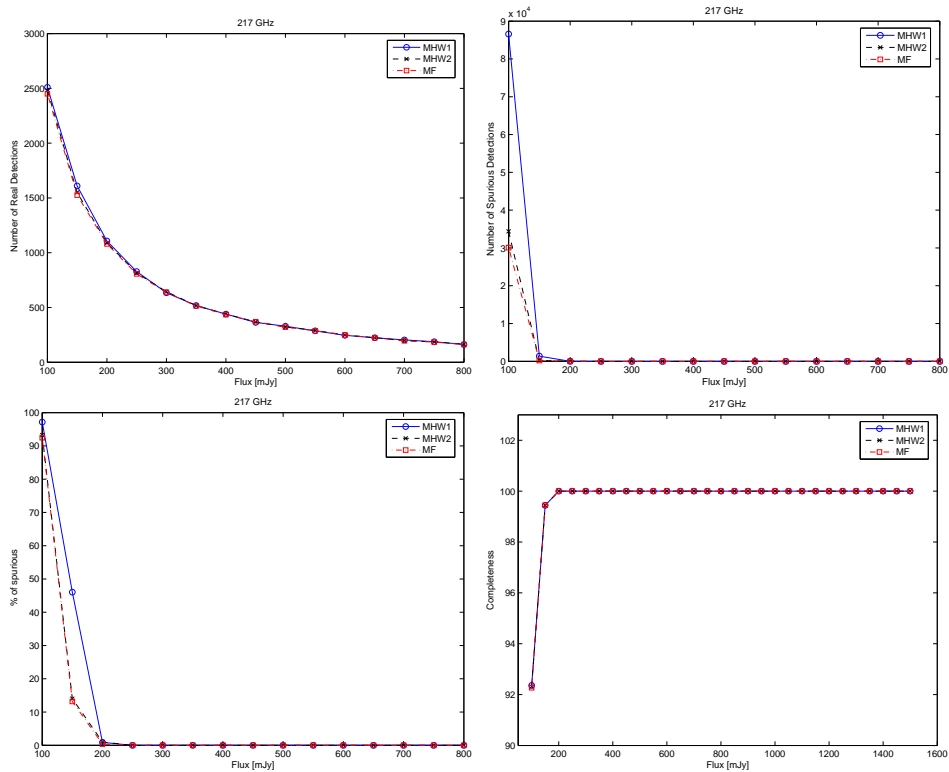 217 GHz
3000
2500
2000
1500
1000
500
0
Number of Real Detections
100 200 300 400 500 600 700 800
Flux [mJy]
MHW1
MHW2
MF
217 GHz
x 10^4
9
8
7
6
5
4
3
2
1
0
Number of Spurious Detections
100 200 300 400 500 600 700 800
Flux [mJy]
MHW1
MHW2
MF
217 GHz
100
90
80
70
60
50
40
30
20
10
0
% of spurious
100 200 300 400 500 600 700 800
Flux [mJy]
MHW1
MHW2
MF
217 GHz
102
100
98
96
94
92
90
Completeness
200 400 600 800 1000 1200 1400 1600
Flux [mJy]
MHW1
MHW2
MF